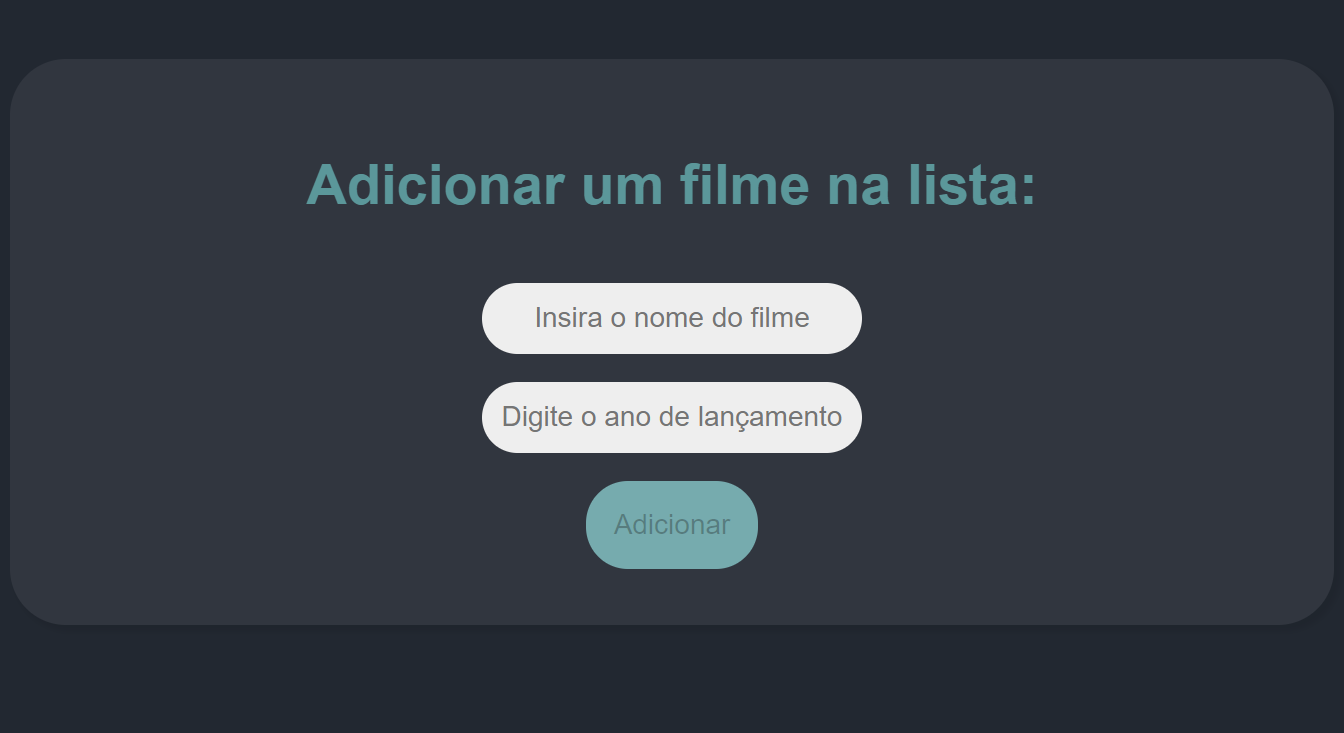 Adicionar um filme na lista:
Insira o nome do filme
Digite o ano de lançamento
Adicionar